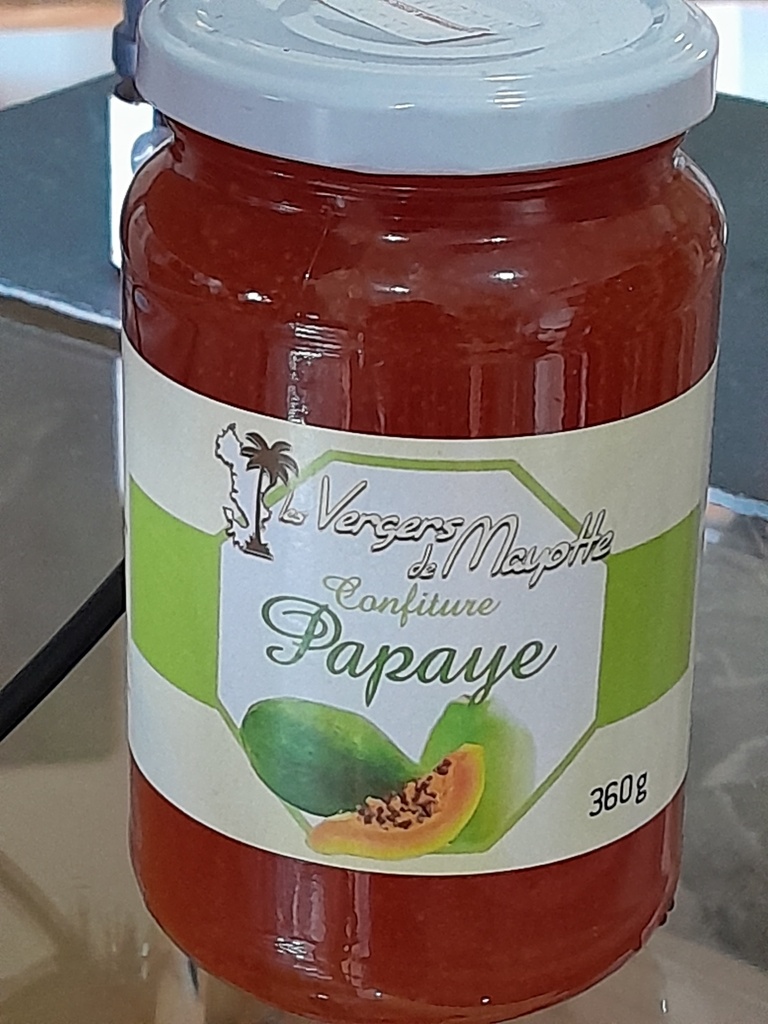 les Vergers
de Mayotte
Confiture
Papaye
360g